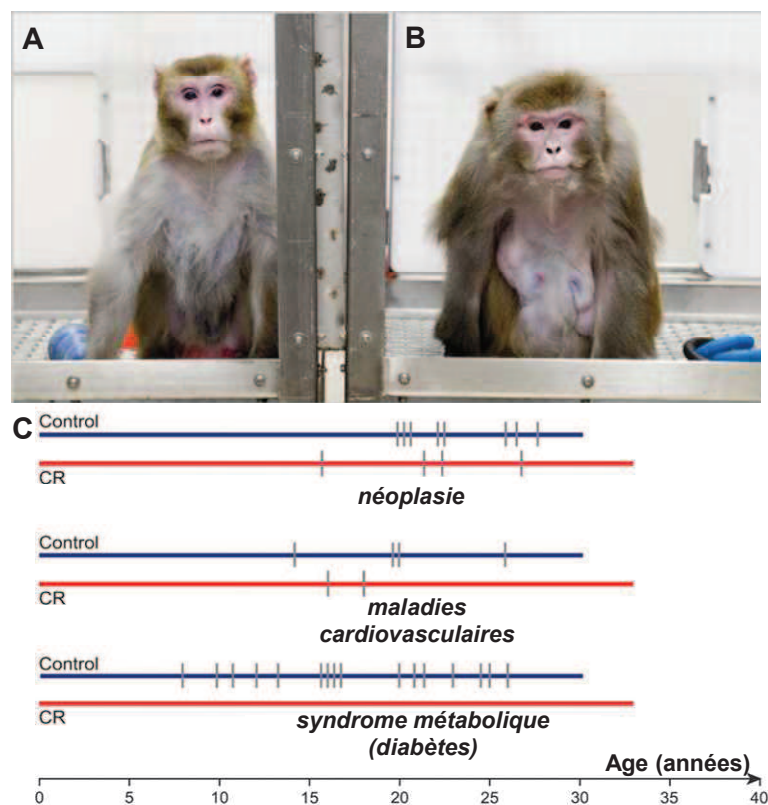 A
B
C
Control
CR
néoplasie
Control
CR
maladies
cardiovasculaires
Control
CR
syndrome métabolique
(diabètes)
Age (années)
0 5 10 15 20 25 30 35 40